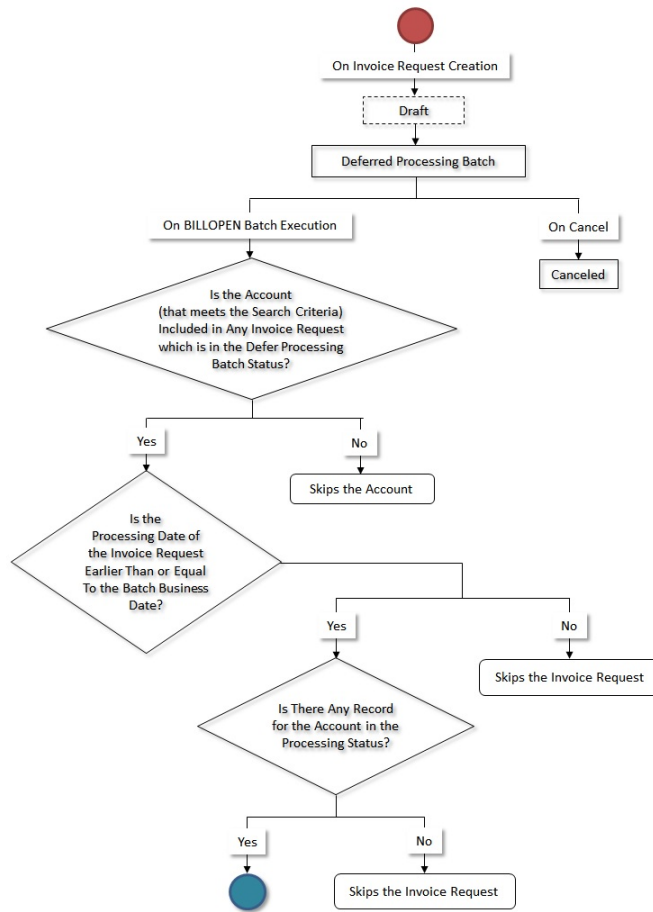 On Invoice Request Creation
Draft
Deferred Processing Batch
On BILLOPEN Batch Execution
On Cancel
Canceled
Is the Account
(that meets the Search Criteria)
Included in Any Invoice Request
which is in the Defer Processing
Batch Status?
Yes
No
Skips the Account
Is the
Processing Date of
the Invoice Request
Earlier Than or Equal
To the Batch Business
Date?
Yes
No
Skips the Invoice Request
Is There Any Record
for the Account in the
Processing Status?
Yes
No
Skips the Invoice Request